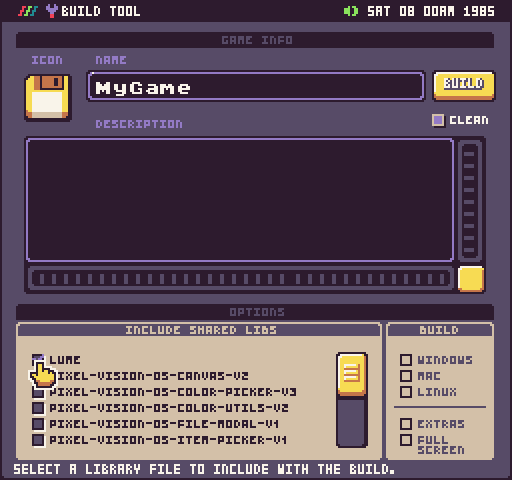 BUILD TOOL
SAT 08 00AM 1985
GAME INFO
ICON
NAME
MyGame
BUILD
DESCRIPTION
CLEAN
OPTIONS
INCLUDE SHARED LIBS
LUME
PIXEL-VISION-OS-CANVAS-V2
PIXEL-VISION-OS-COLOR-PICKER-V3
PIXEL-VISION-OS-COLOR-UTILS-V2
PIXEL-VISION-OS-FILE-MODAL-V1
PIXEL-VISION-OS-ITEM-PICKER-V1
BUILD
WINDOWS
MAC
LINUX
EXTRAS
FULL
SCREEN
SELECT A LIBRARY FILE TO INCLUDE WITH THE BUILD.